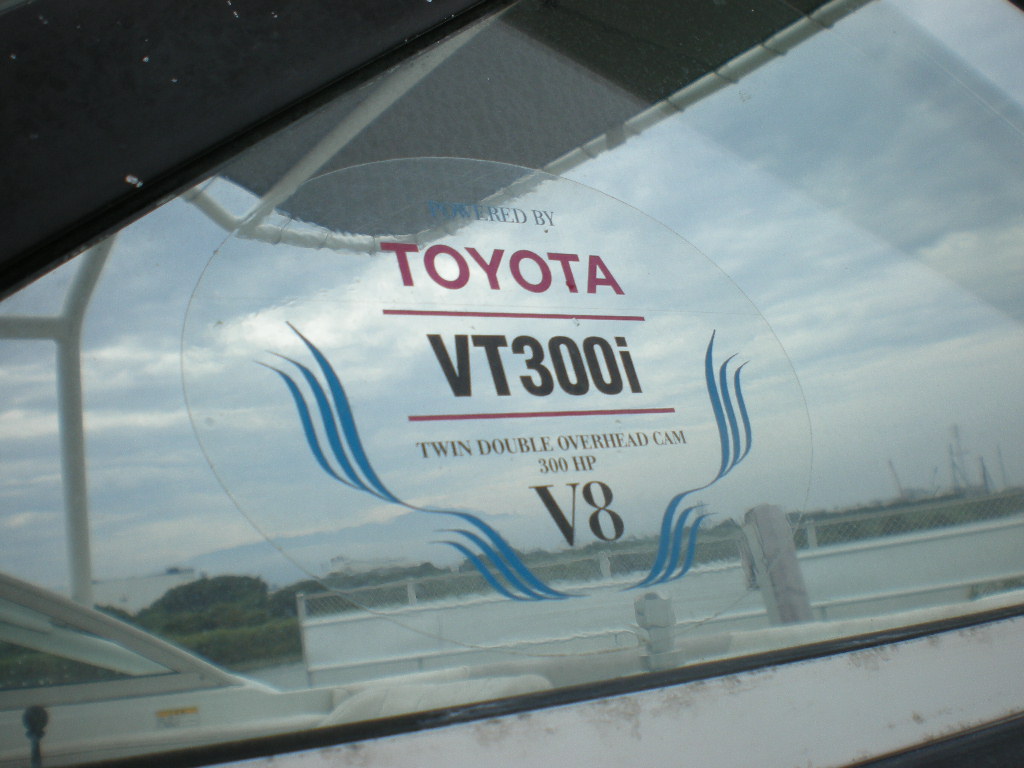 POWERED BY
TOYOTA
VT300i
TWIN DOUBLE OVERHEAD CAM
300 HP
V8